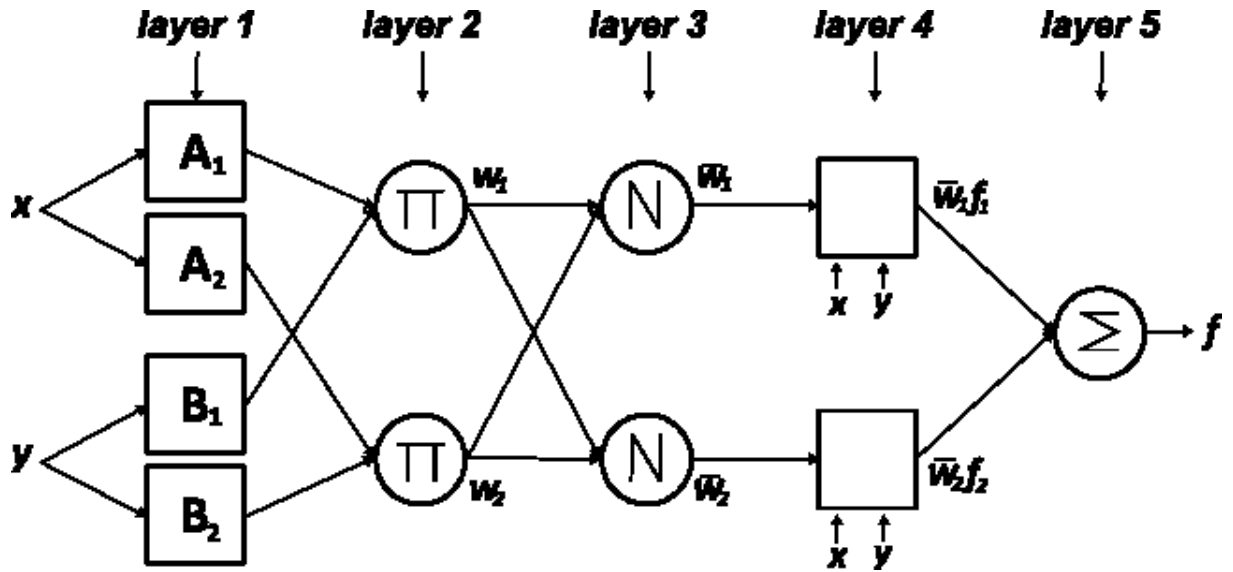 layer 1 layer 2 layer 3 layer 4 layer 5
A₁
x
A₂
B₁
y
B₂
Π w₁
Π w₂
N w̄₁
N w̄₂
x y
x y
w̄₁f₁
w̄₂f₂
Σ f